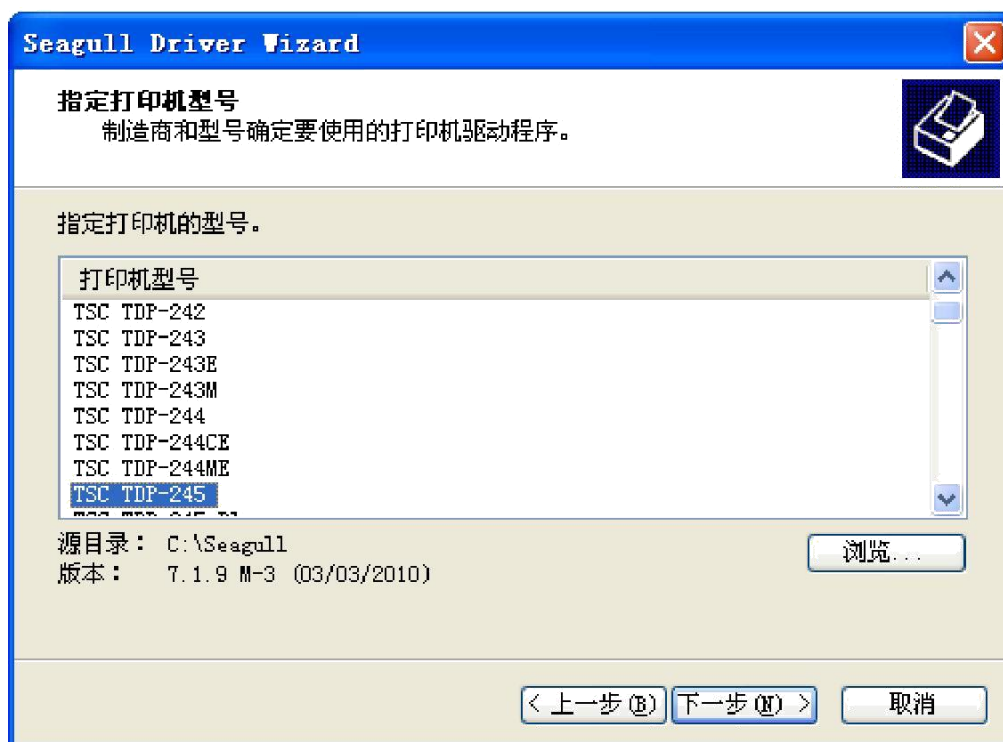 Seagull Driver Wizard
指定打印机型号
制造商和型号确定要使用的打印机驱动程序。
指定打印机的型号。
打印机型号
TSC TDP-242
TSC TDP-243
TSC TDP-243E
TSC TDP-243M
TSC TDP-244
TSC TDP-244CE
TSC TDP-244ME
TSC TDP-245
源目录： C:\Seagull
浏览...
版本： 7.1.9 M-3 (03/03/2010)
< 上一步(B) 下一步(N) > 取消